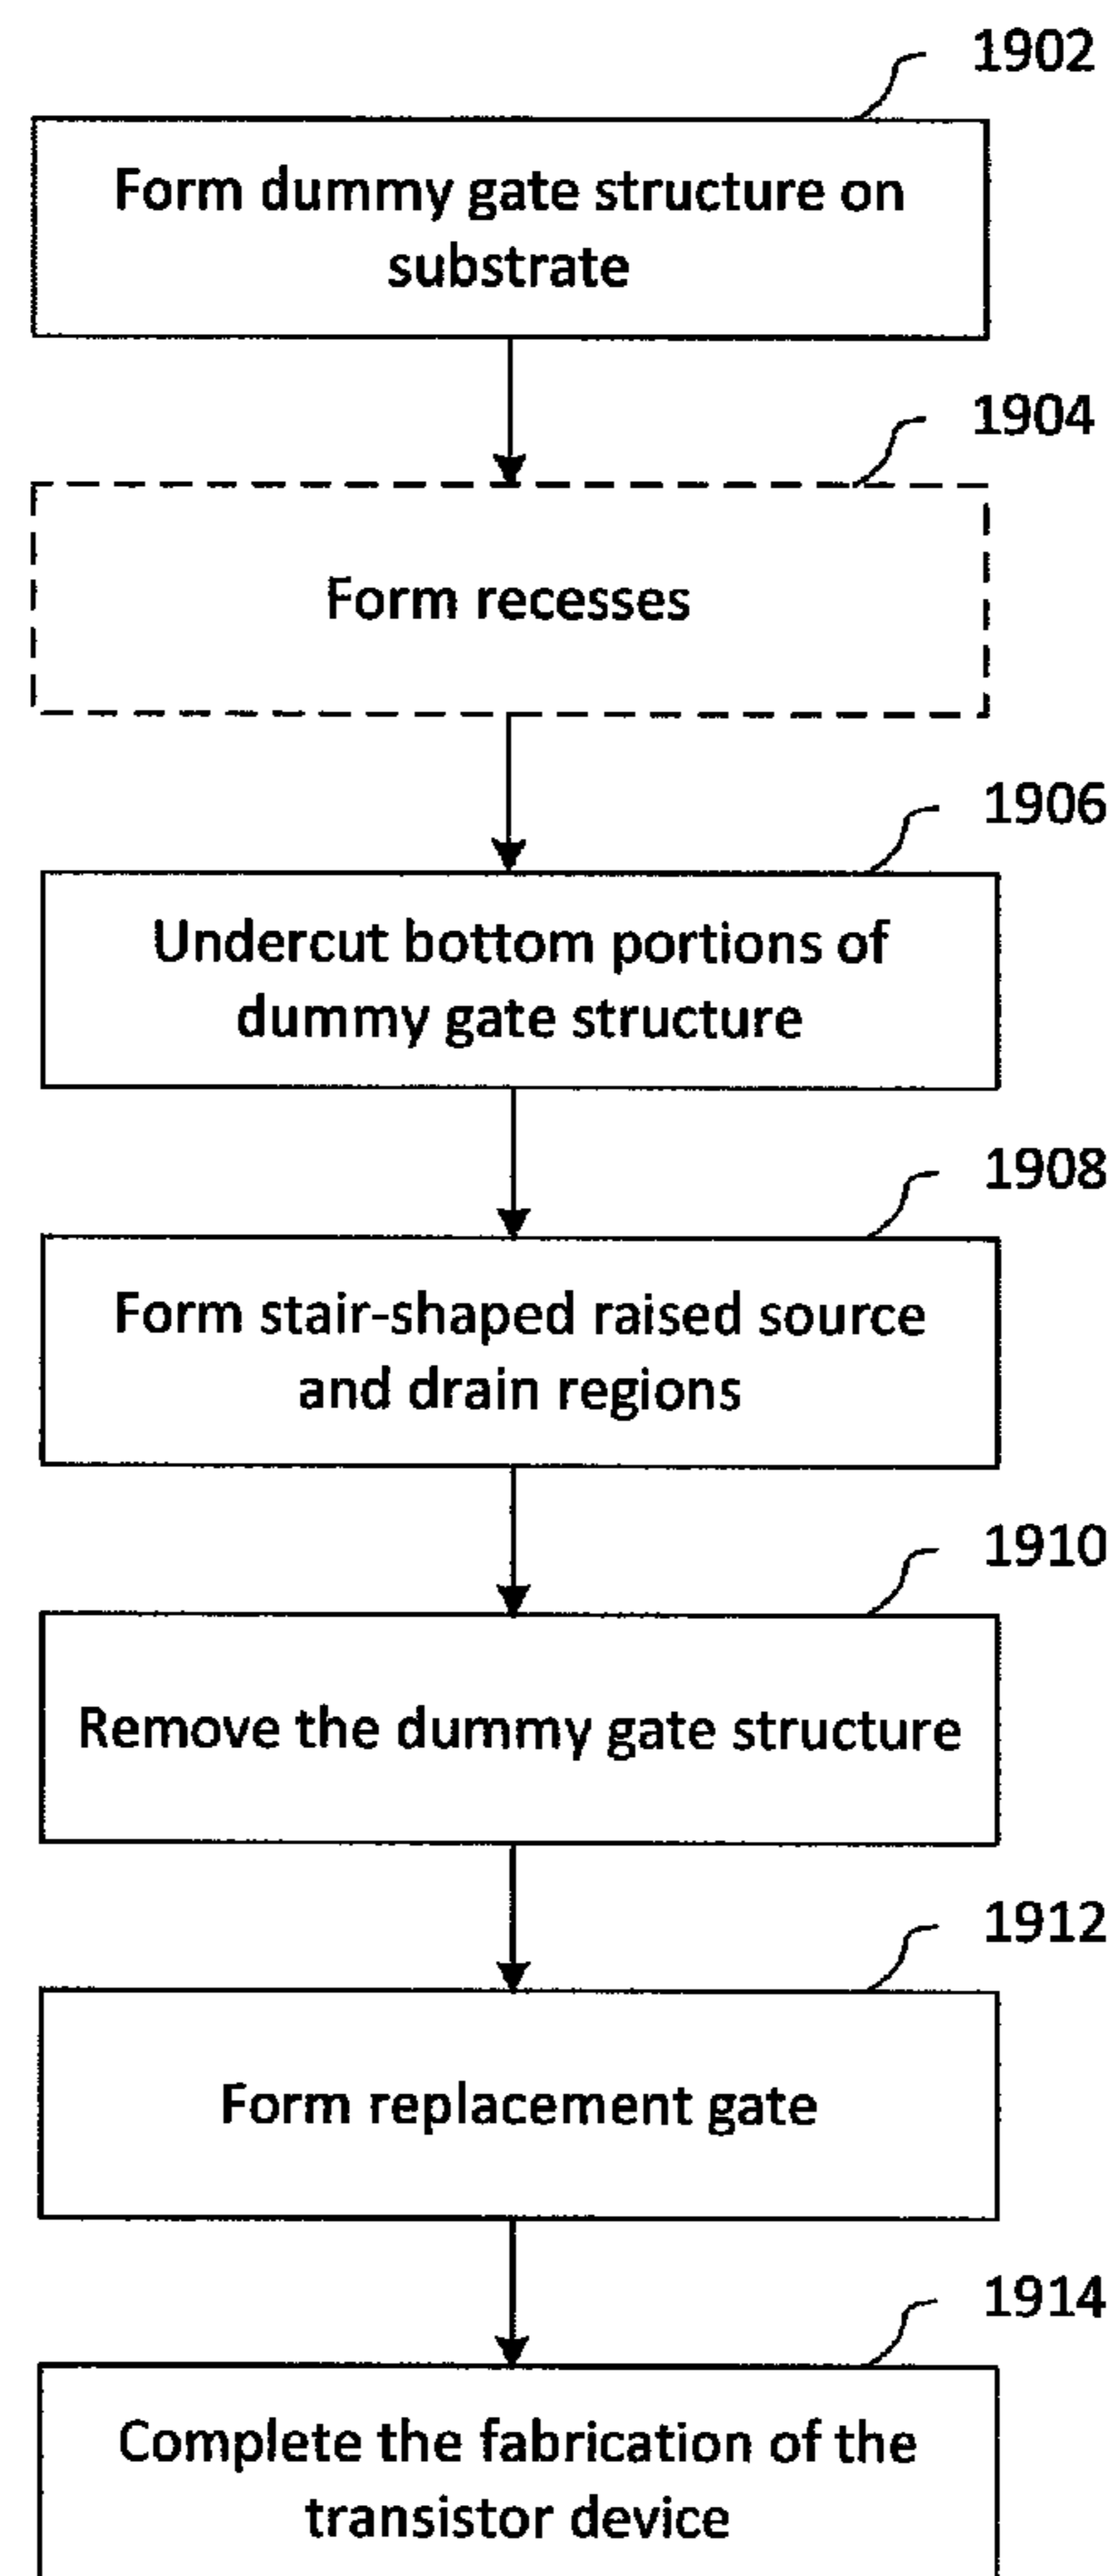 1902
Form dummy gate structure on
substrate
1904
Form recesses
1906
Undercut bottom portions of
dummy gate structure
1908
Form stair-shaped raised source
and drain regions
1910
Remove the dummy gate structure
1912
Form replacement gate
1914
Complete the fabrication of the
transistor device